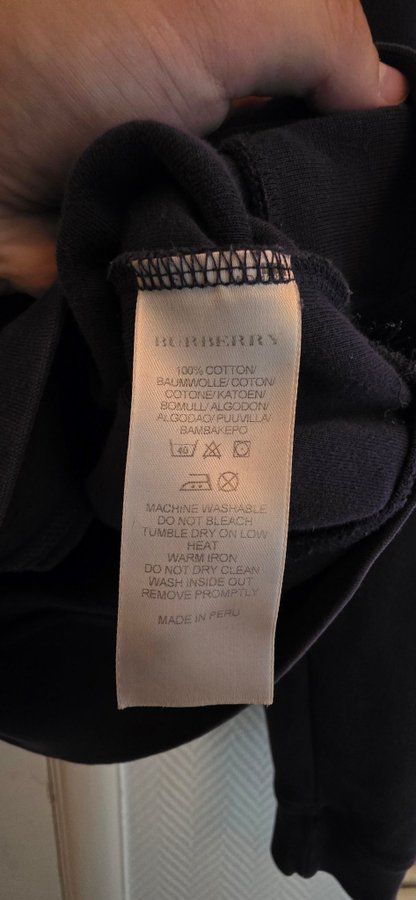 BURBERRY
100% COTTON/
BAUMWOLLE/COTON/
COTONE/KATOEN/
BOMULL/ALGODON/
ALGODAO/PUUVILLA/
BAMBAKEPO
40
MACHINE WASHABLE
DO NOT BLEACH
TUMBLE DRY ON LOW
HEAT
WARM IRON
DO NOT DRY CLEAN
WASH INSIDE OUT
REMOVE PROMPTLY
MADE IN PERU